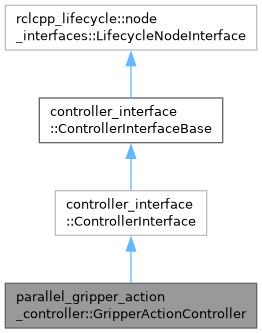 rclcpp_lifecycle::node
_interfaces::LifecycleNodeInterface
controller_interface
::ControllerInterfaceBase
controller_interface
::ControllerInterface
parallel_gripper_action
_controller::GripperActionController